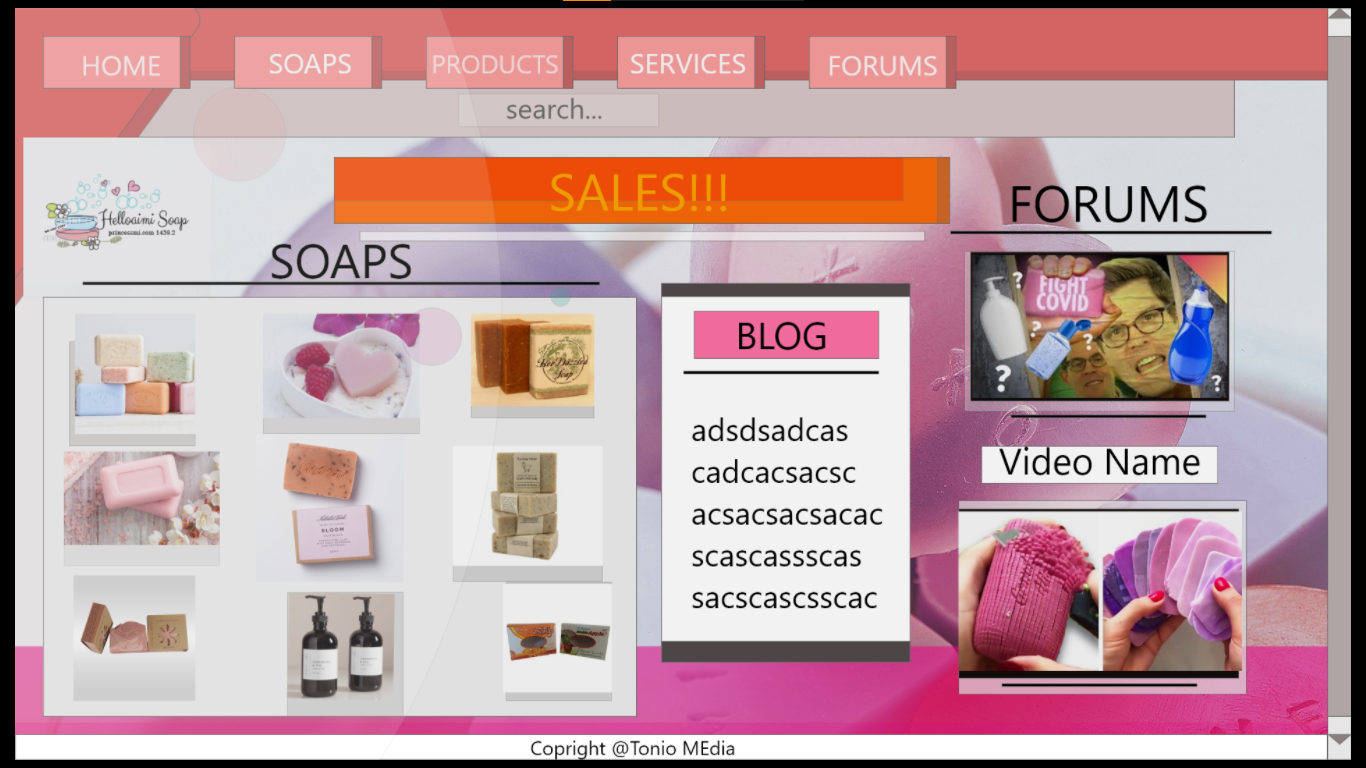 HOME
SOAPS
PRODUCTS
SERVICES
FORUMS
search...
SALES!!!
FORUMS
Helloaimi Soap
SOAPS
FIGHT
COVID
? ? ? ? ?
BLOG
adsdsadcas
cadcacsacsc
acsacsacsacac
scascassscas
sacscascsscac
Video Name
BLOOM
Copright @Tonio MEdia